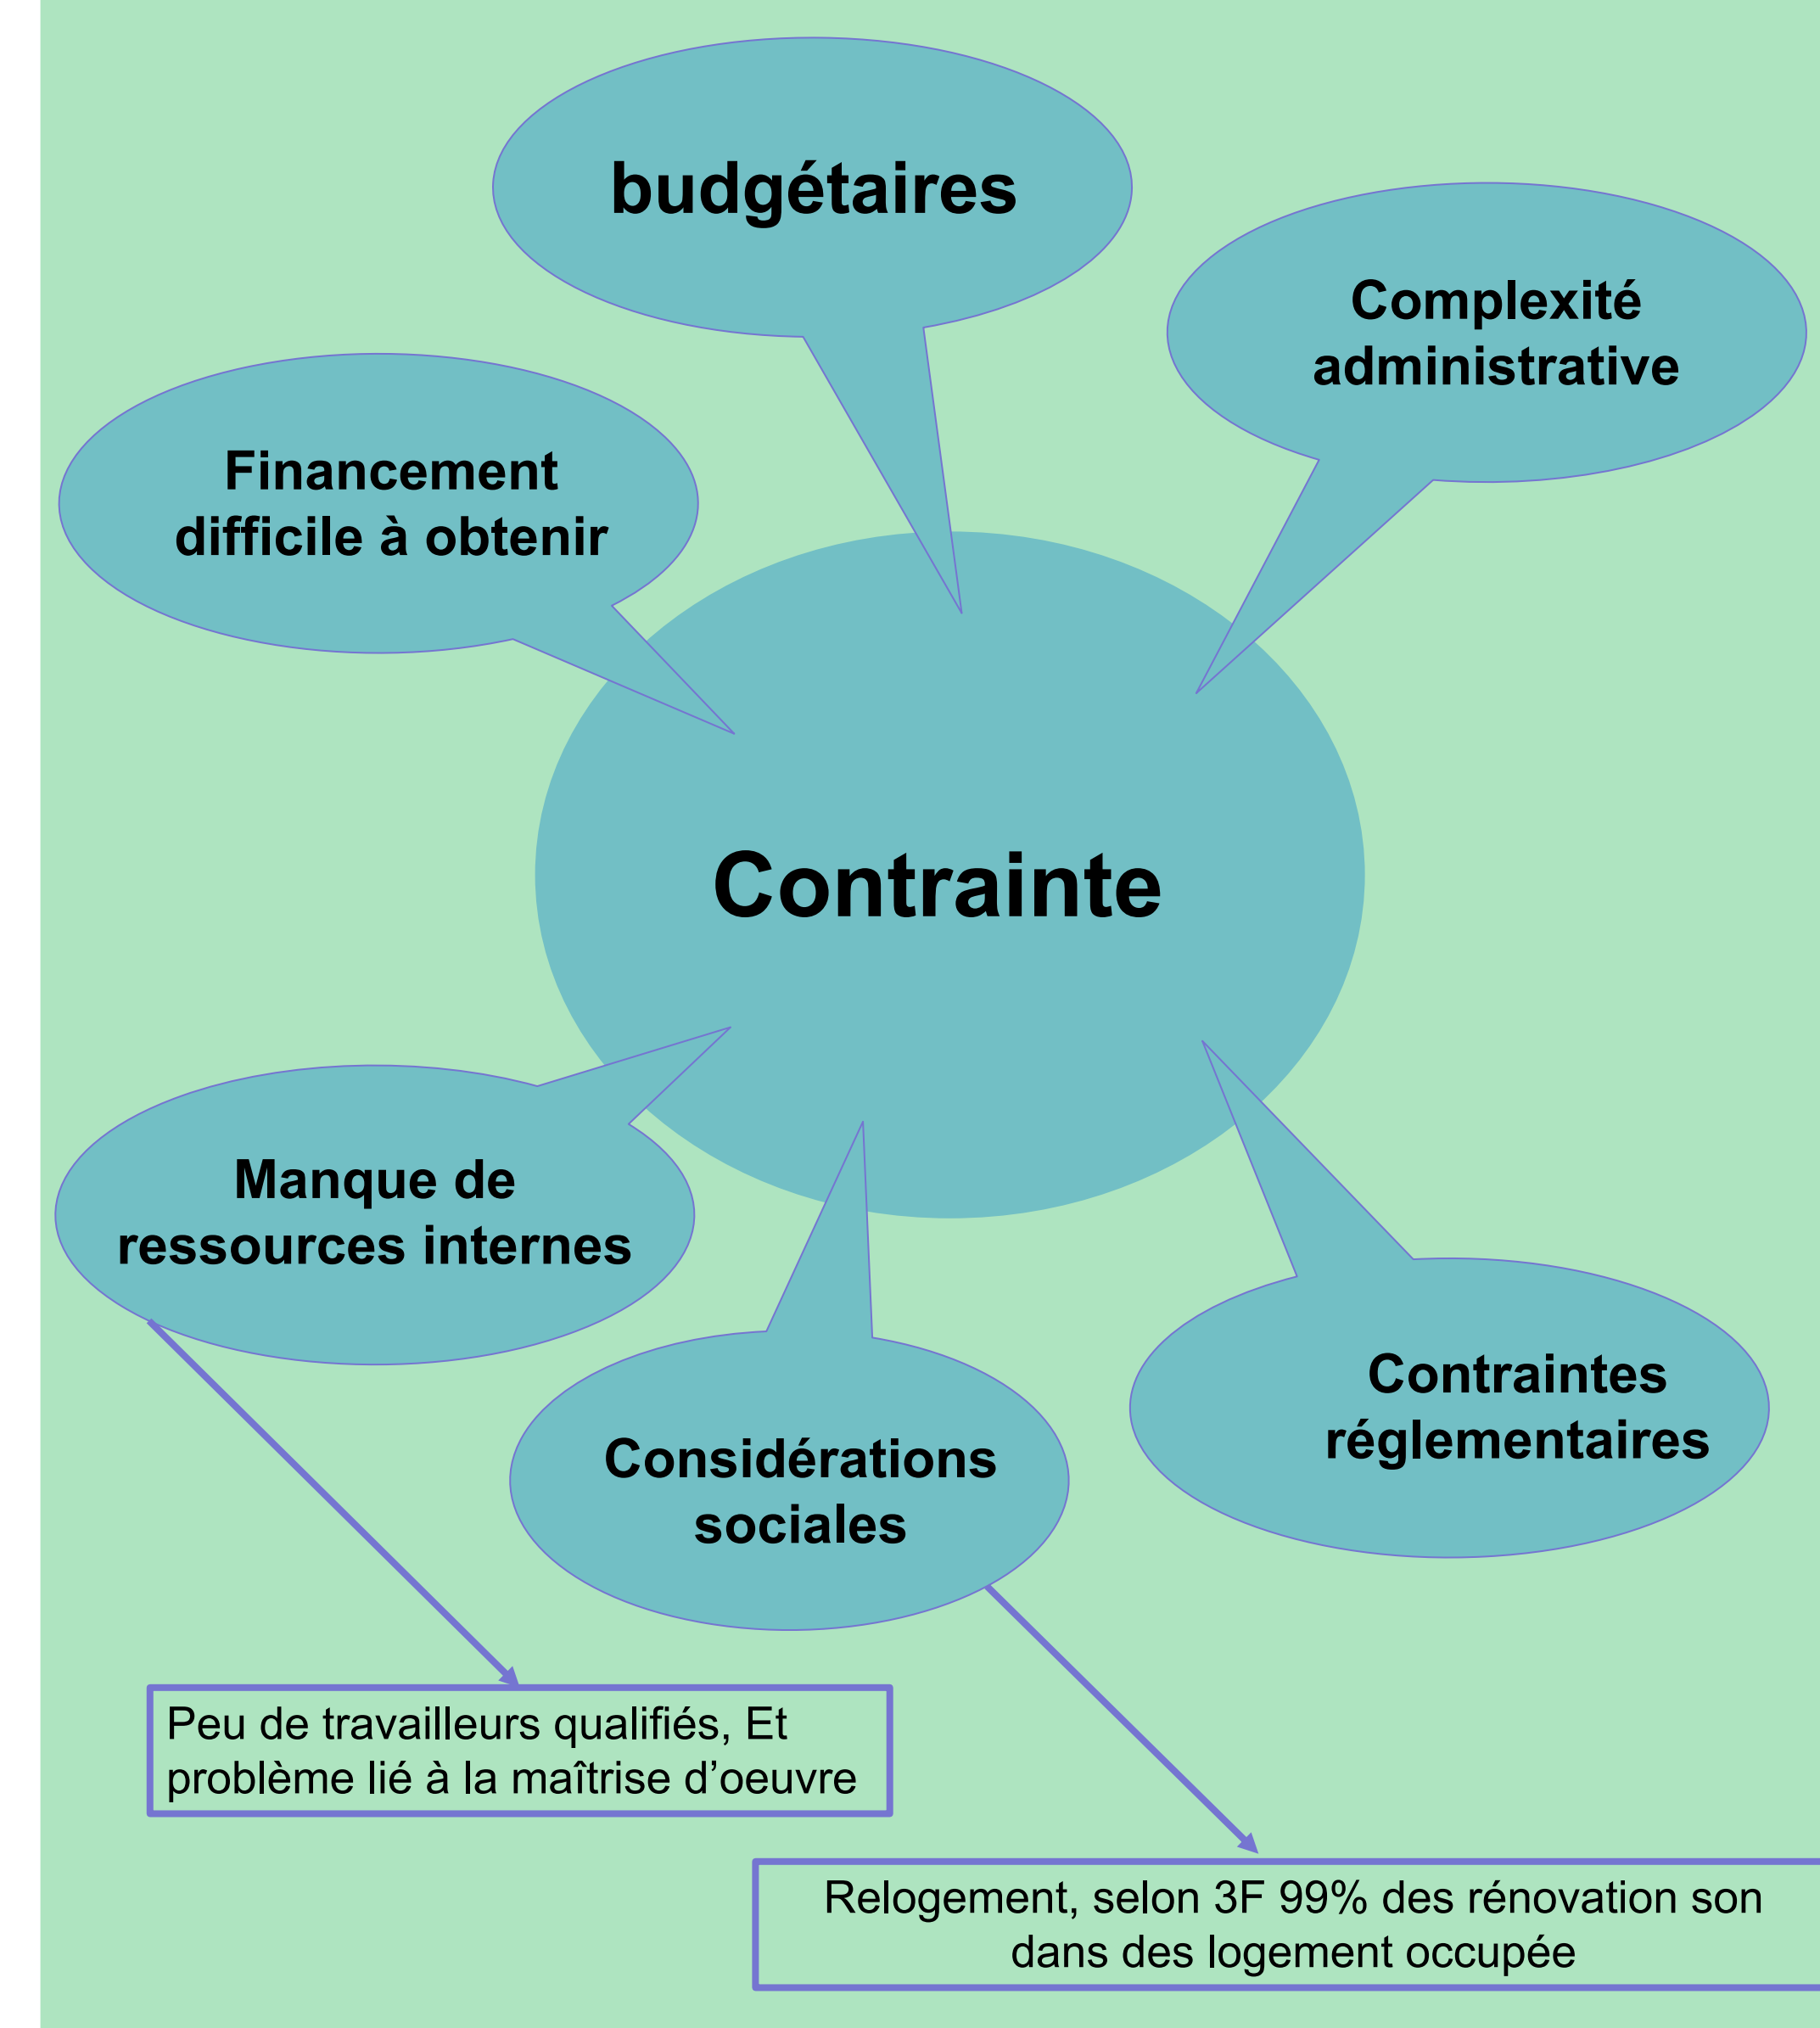 budgétaires
Complexité
administrative
Financement
difficile à obtenir
Contrainte
Manque de
ressources internes
Considérations
sociales
Contraintes
réglementaires
Peu de travailleurs qualifiés, Et
problème lié à la maîtrise d’oeuvre
Relogement, selon 3F 99% des rénovation son
dans des logement occupée